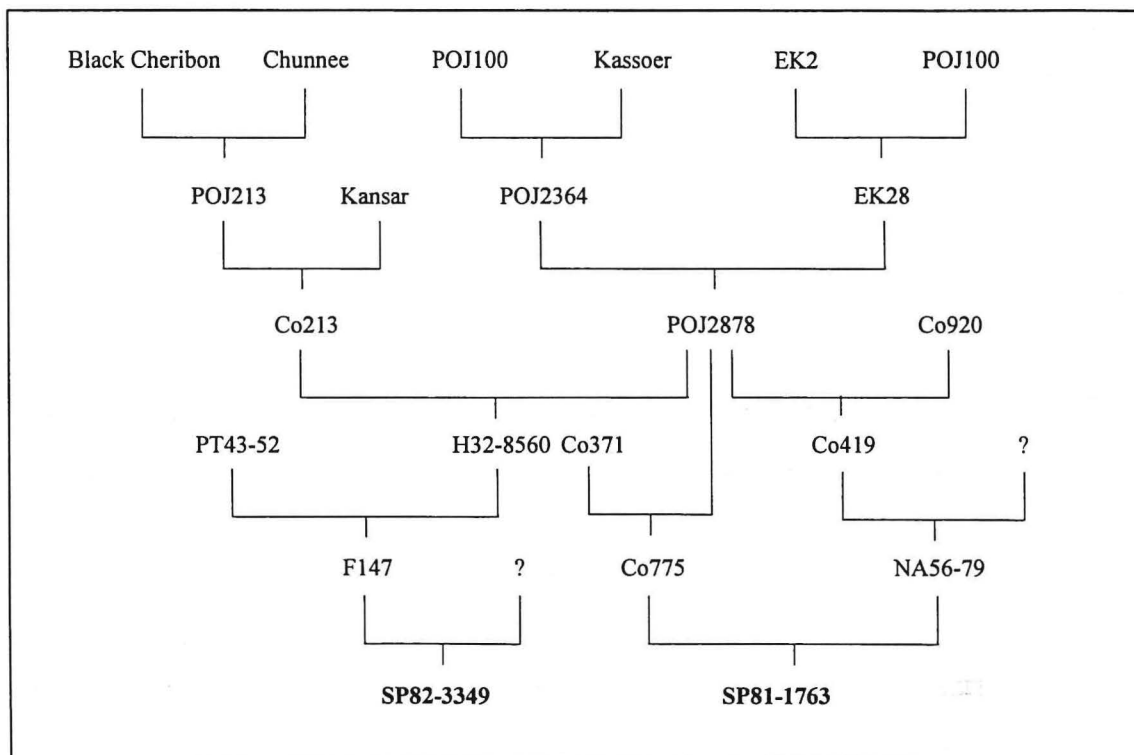 Black Cheribon Chunnee POJ100 Kassoer EK2 POJ100
POJ213 Kansar POJ2364 EK28
Co213 POJ2878 Co920
PT43-52 H32-8560 Co371 Co419 ?
F147 ? Co775 NA56-79
SP82-3349 SP81-1763